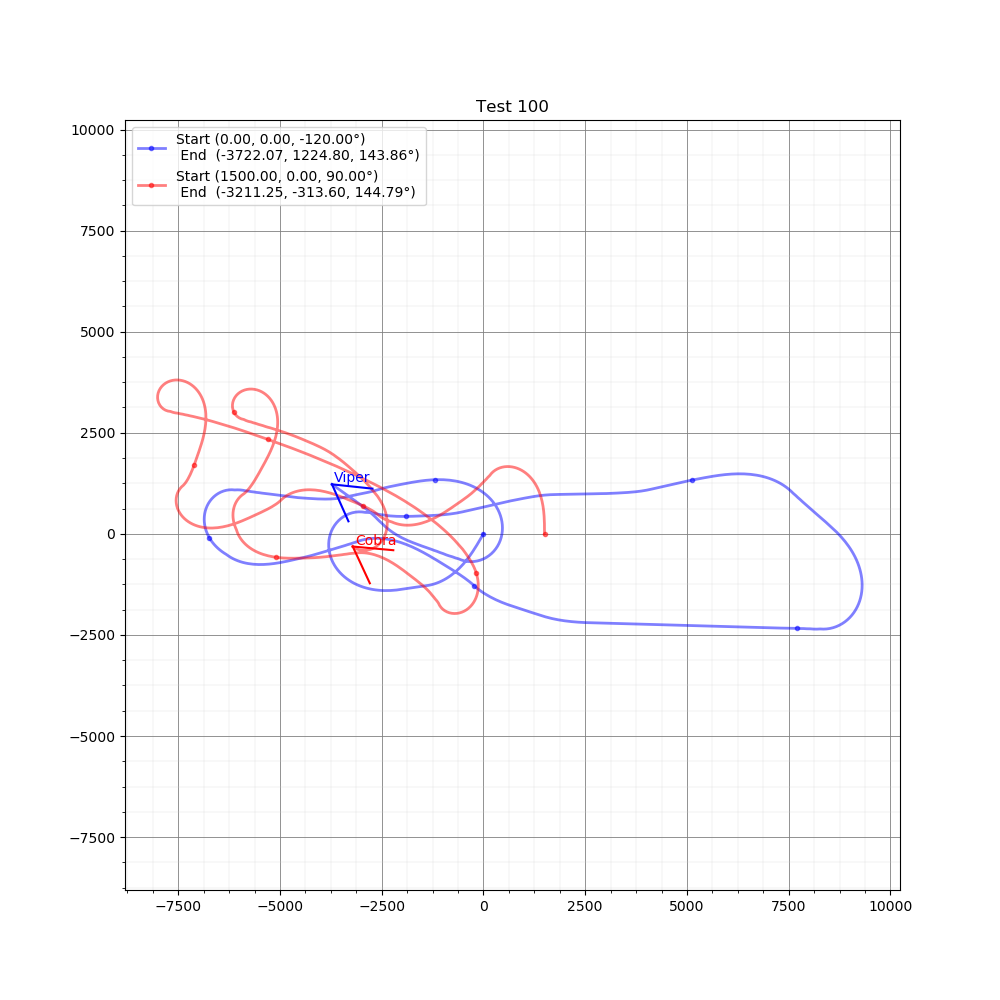 Test 100
Start (0.00, 0.00, -120.00°)
End (-3722.07, 1224.80, 143.86°)
Start (1500.00, 0.00, 90.00°)
End (-3211.25, -313.60, 144.79°)
10000
7500
5000
2500
0
−2500
−5000
−7500
Viper
Cobra
−7500 −5000 −2500 0 2500 5000 7500 10000